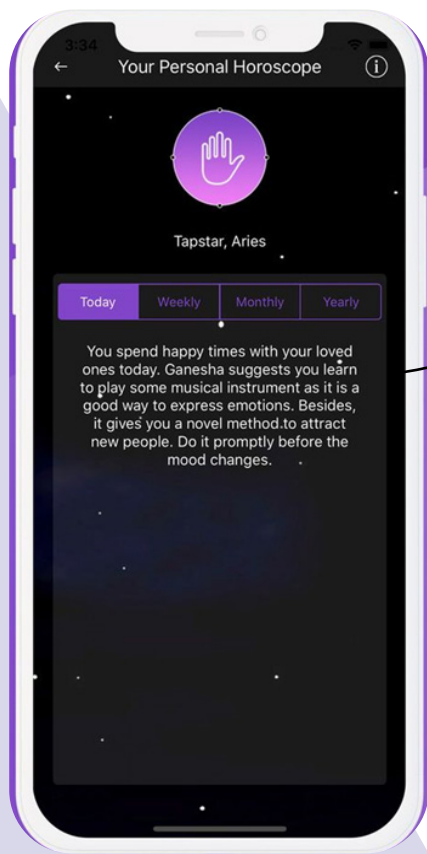 3:34
Your Personal Horoscope
Tapstar, Aries
Today Weekly Monthly Yearly
You spend happy times with your loved
ones today. Ganesha suggests you learn
to play some musical instrument as it is a
good way to express emotions. Besides,
it gives you a novel method to attract
new people. Do it promptly before the
mood changes.